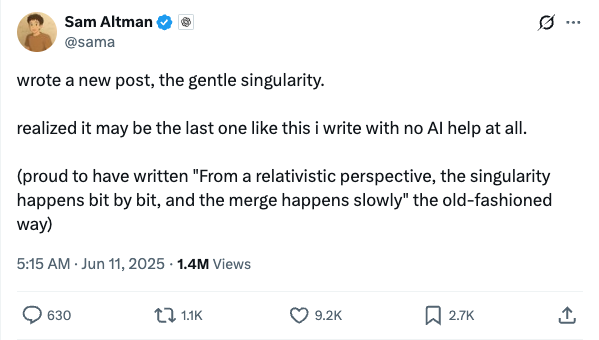 Sam Altman
@sama
wrote a new post, the gentle singularity.
realized it may be the last one like this i write with no AI help at all.
(proud to have written "From a relativistic perspective, the singularity
happens bit by bit, and the merge happens slowly" the old-fashioned
way)
5:15 AM · Jun 11, 2025 · 1.4M Views
630 1.1K 9.2K 2.7K